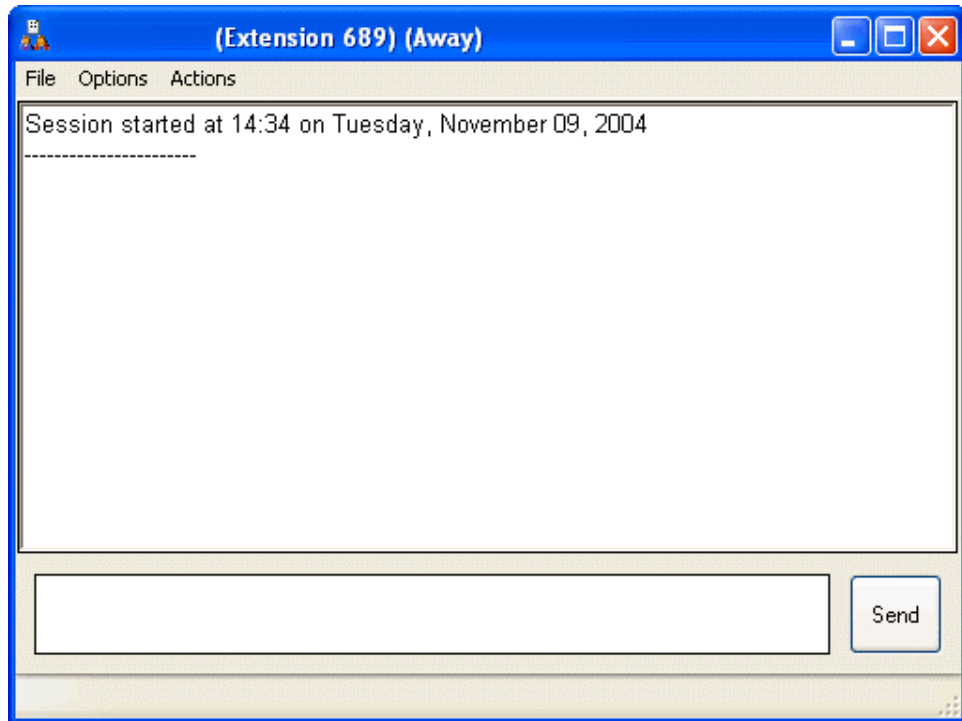 (Extension 689) (Away)
File Options Actions
Session started at 14:34 on Tuesday, November 09, 2004
-----------------------
Send